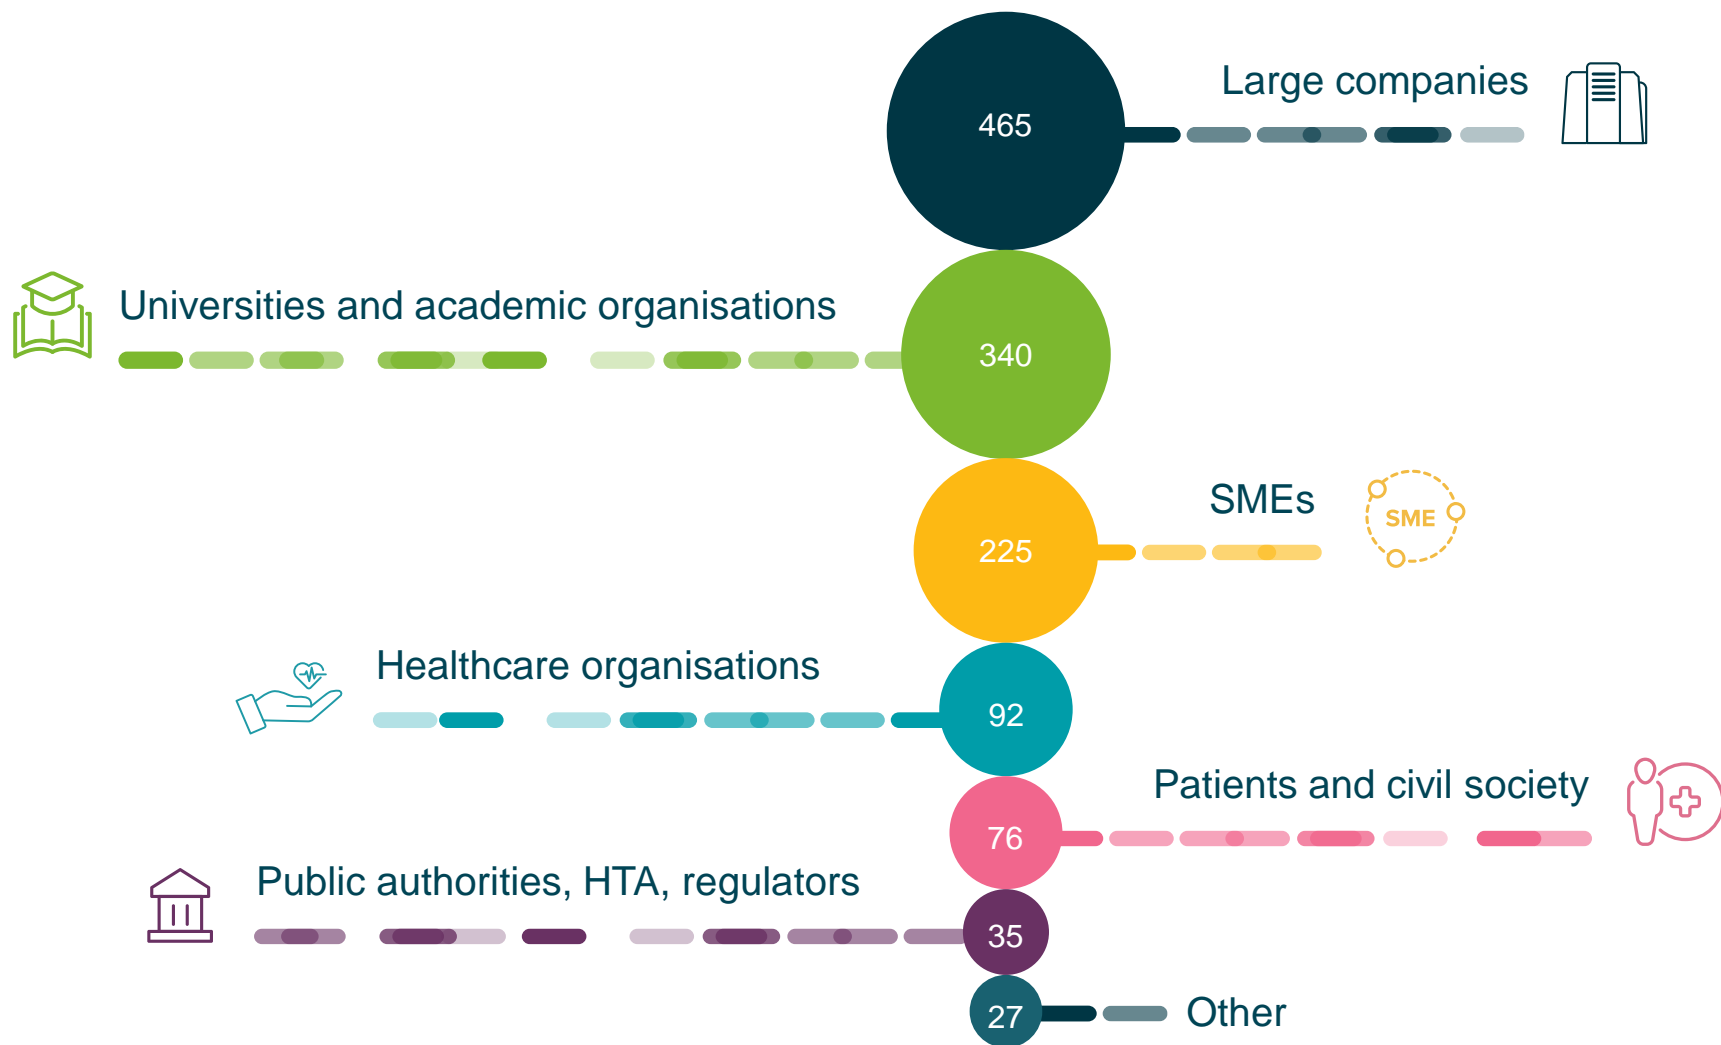 465
Large companies
Universities and academic organisations
340
SMEs
SME
225
Healthcare organisations
92
Patients and civil society
76
Public authorities, HTA, regulators
35
27
Other